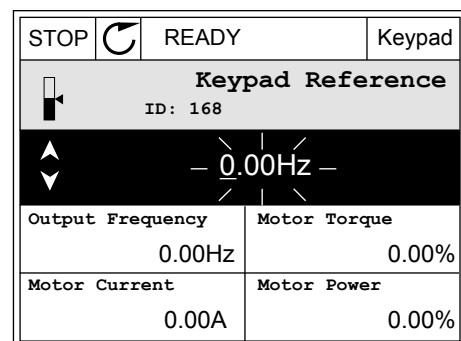 STOP READY Keypad
Keypad Reference
ID: 168
0.00Hz
Output Frequency Motor Torque
0.00Hz 0.00%
Motor Current Motor Power
0.00A 0.00%